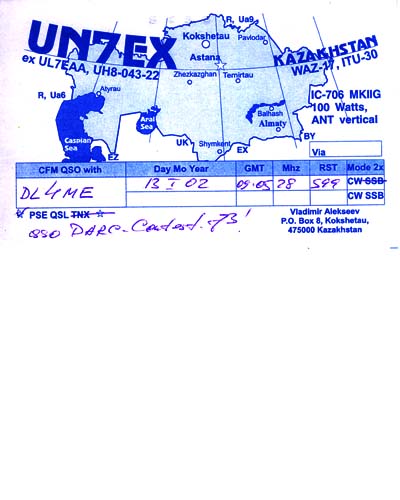 UN7EX
ex UL7EAA, UH8-043-22
KAZAKHSTAN
WAZ-17, ITU-30
R, Ua9
Kokshetau
Pavlodar
Astana
Zhezkazghan
Temirtau
R, Ua6
Atyrau
Aral Sea
Caspian Sea
Balhash
Almaty
UK
Shymkent
EX
EZ
BY
IC-706 MKIIG
100 Watts,
ANT vertical
Via
CFM QSO with Day Mo Year GMT Mhz RST Mode 2x
DL4ME 13 I 02 09.05 28 599 CW SSB
CW SSB
PSE QSL TNX
QSO DARC-Contest. 73!
Vladimir Alekseev
P.O. Box 8, Kokshetau,
475000 Kazakhstan